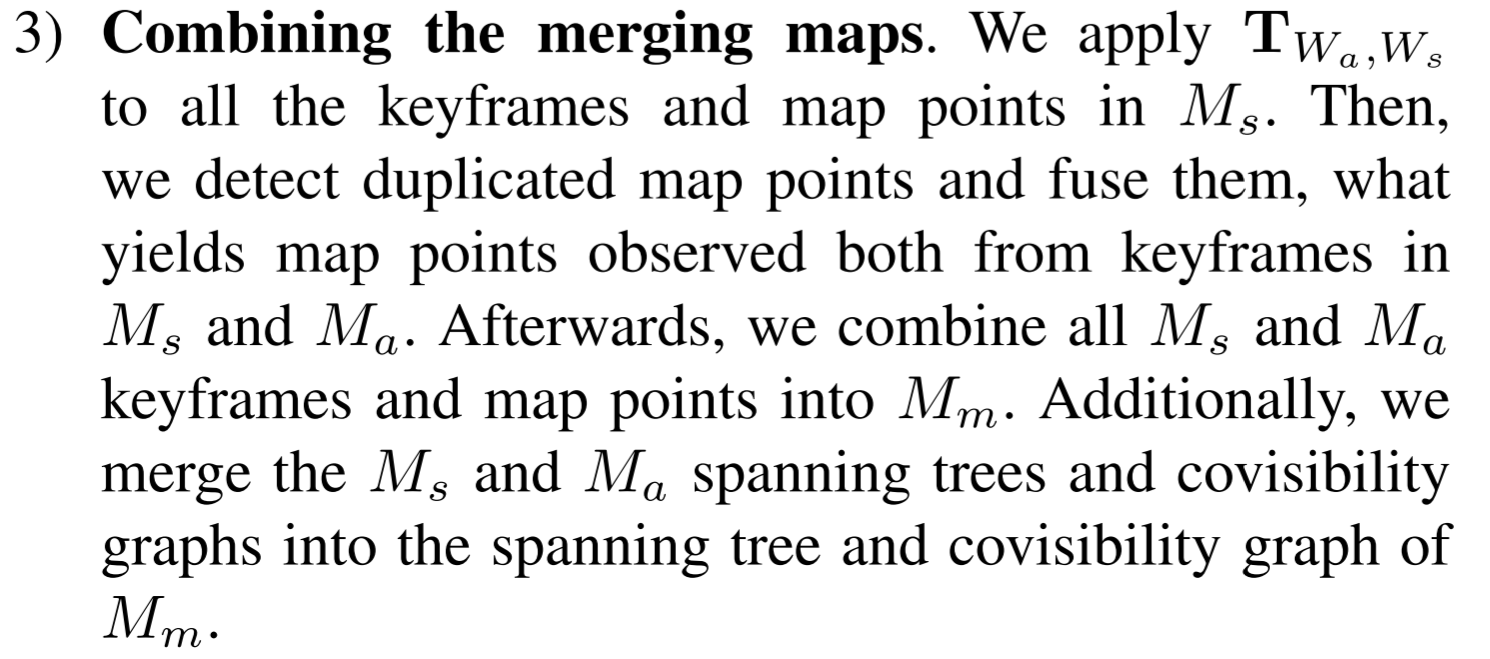 3) Combining the merging maps. We apply T_{W_a,W_s}
to all the keyframes and map points in M_s. Then,
we detect duplicated map points and fuse them, what
yields map points observed both from keyframes in
M_s and M_a. Afterwards, we combine all M_s and M_a
keyframes and map points into M_m. Additionally, we
merge the M_s and M_a spanning trees and covisibility
graphs into the spanning tree and covisibility graph of
M_m.